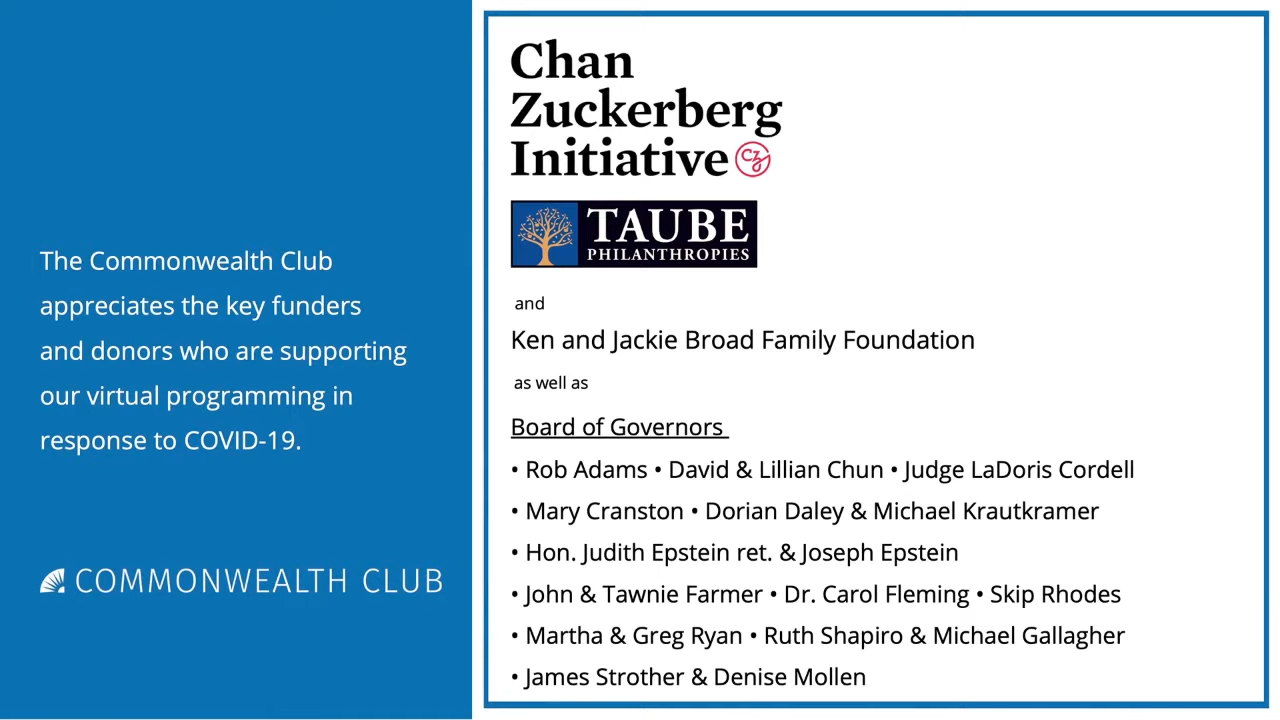 The Commonwealth Club
appreciates the key funders
and donors who are supporting
our virtual programming in
response to COVID-19.
COMMONWEALTH CLUB
Chan
Zuckerberg
Initiative
CZI
TAUBE
PHILANTHROPIES
and
Ken and Jackie Broad Family Foundation
as well as
Board of Governors
• Rob Adams • David & Lillian Chun • Judge LaDoris Cordell
• Mary Cranston • Dorian Daley & Michael Krautkramer
• Hon. Judith Epstein ret. & Joseph Epstein
• John & Tawnie Farmer • Dr. Carol Fleming • Skip Rhodes
• Martha & Greg Ryan • Ruth Shapiro & Michael Gallagher
• James Strother & Denise Mollen